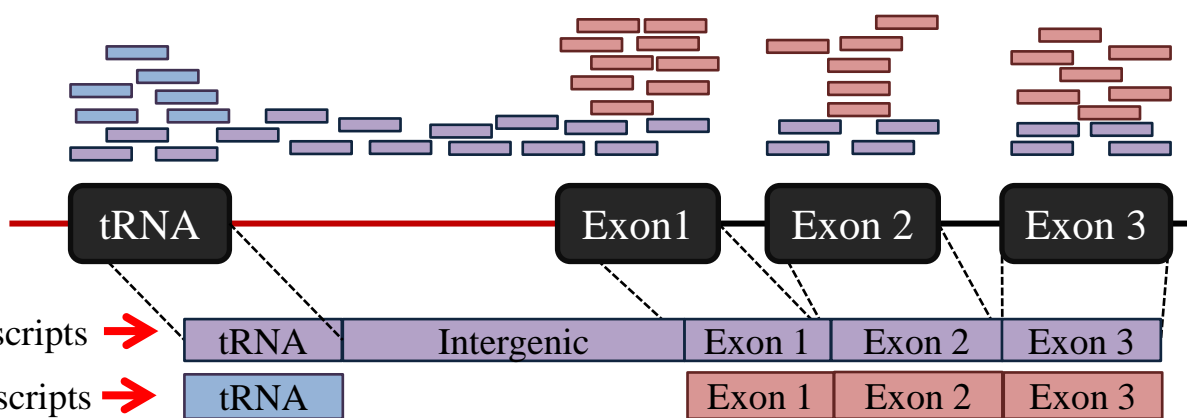 tRNA Exon1 Exon 2 Exon 3
scripts tRNA Intergenic Exon 1 Exon 2 Exon 3
scripts tRNA Exon 1 Exon 2 Exon 3